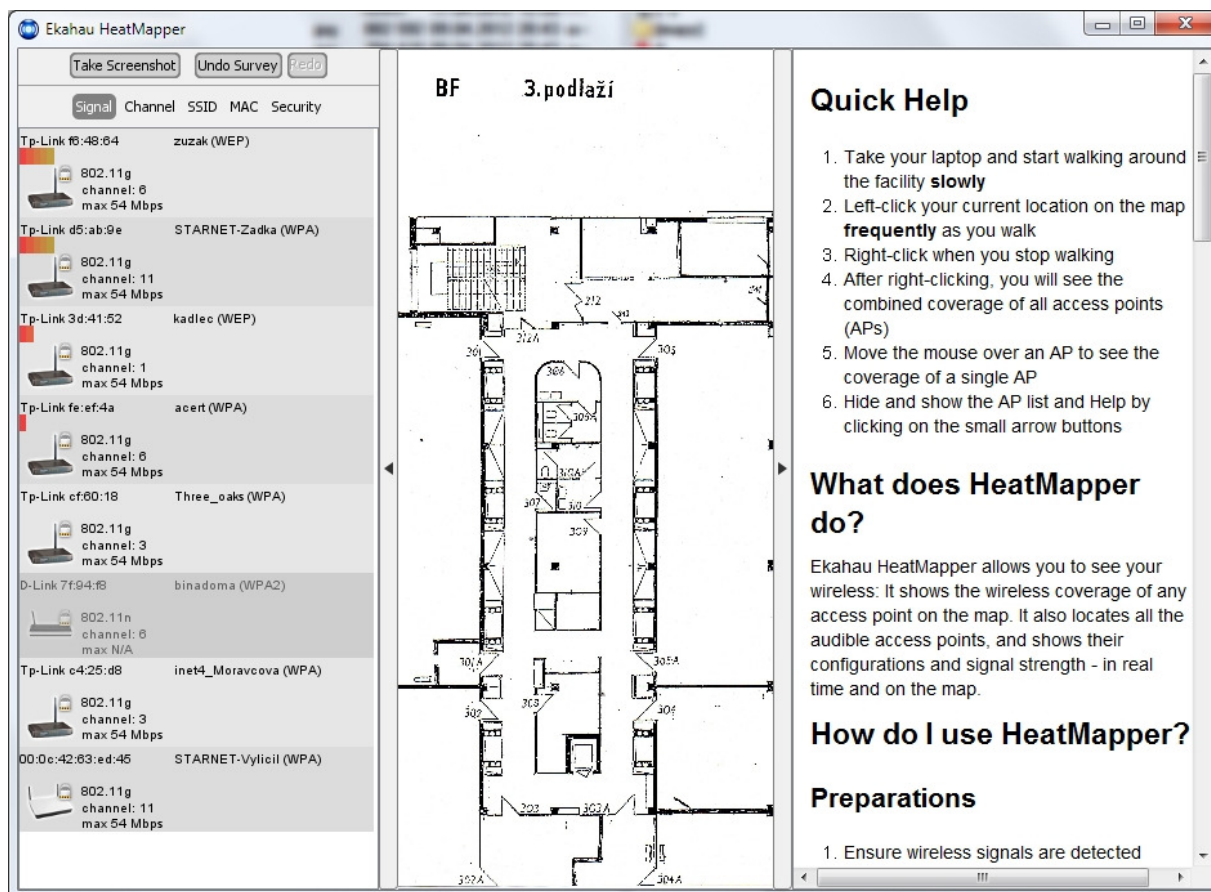 Ekahau HeatMapper
Take Screenshot Undo Survey Redo
Signal Channel SSID MAC Security
Tp-Link f6:48:64 zuzak (WEP)
802.11g
channel: 6
max 54 Mbps
Tp-Link d5:ab:9e STARNET-Zadka (WPA)
802.11g
channel: 11
max 54 Mbps
Tp-Link 3d:41:52 kadlec (WEP)
802.11g
channel: 1
max 54 Mbps
Tp-Link fe:ef:4a acert (WPA)
802.11g
channel: 6
max 54 Mbps
Tp-Link cf:60:18 Three_oaks (WPA)
802.11g
channel: 3
max 54 Mbps
D-Link 7f:94:f8 binadoma (WPA2)
802.11n
channel: 6
max N/A
Tp-Link c4:25:d8 inet4_Moravcova (WPA)
802.11g
channel: 3
max 54 Mbps
00:0c:42:63:ed:45 STARNET-Vylicil (WPA)
802.11g
channel: 11
max 54 Mbps
BF 3.podlaží
212
212A
301
305
306
309A
310A
307
310
309
301A
305A
302
308
304
303
303A
302A
304A
Quick Help
1. Take your laptop and start walking around
the facility slowly
2. Left-click your current location on the map
frequently as you walk
3. Right-click when you stop walking
4. After right-clicking, you will see the
combined coverage of all access points
(APs)
5. Move the mouse over an AP to see the
coverage of a single AP
6. Hide and show the AP list and Help by
clicking on the small arrow buttons
What does HeatMapper
do?
Ekahau HeatMapper allows you to see your
wireless: It shows the wireless coverage of any
access point on the map. It also locates all the
audible access points, and shows their
configurations and signal strength - in real
time and on the map.
How do I use HeatMapper?
Preparations
1. Ensure wireless signals are detected